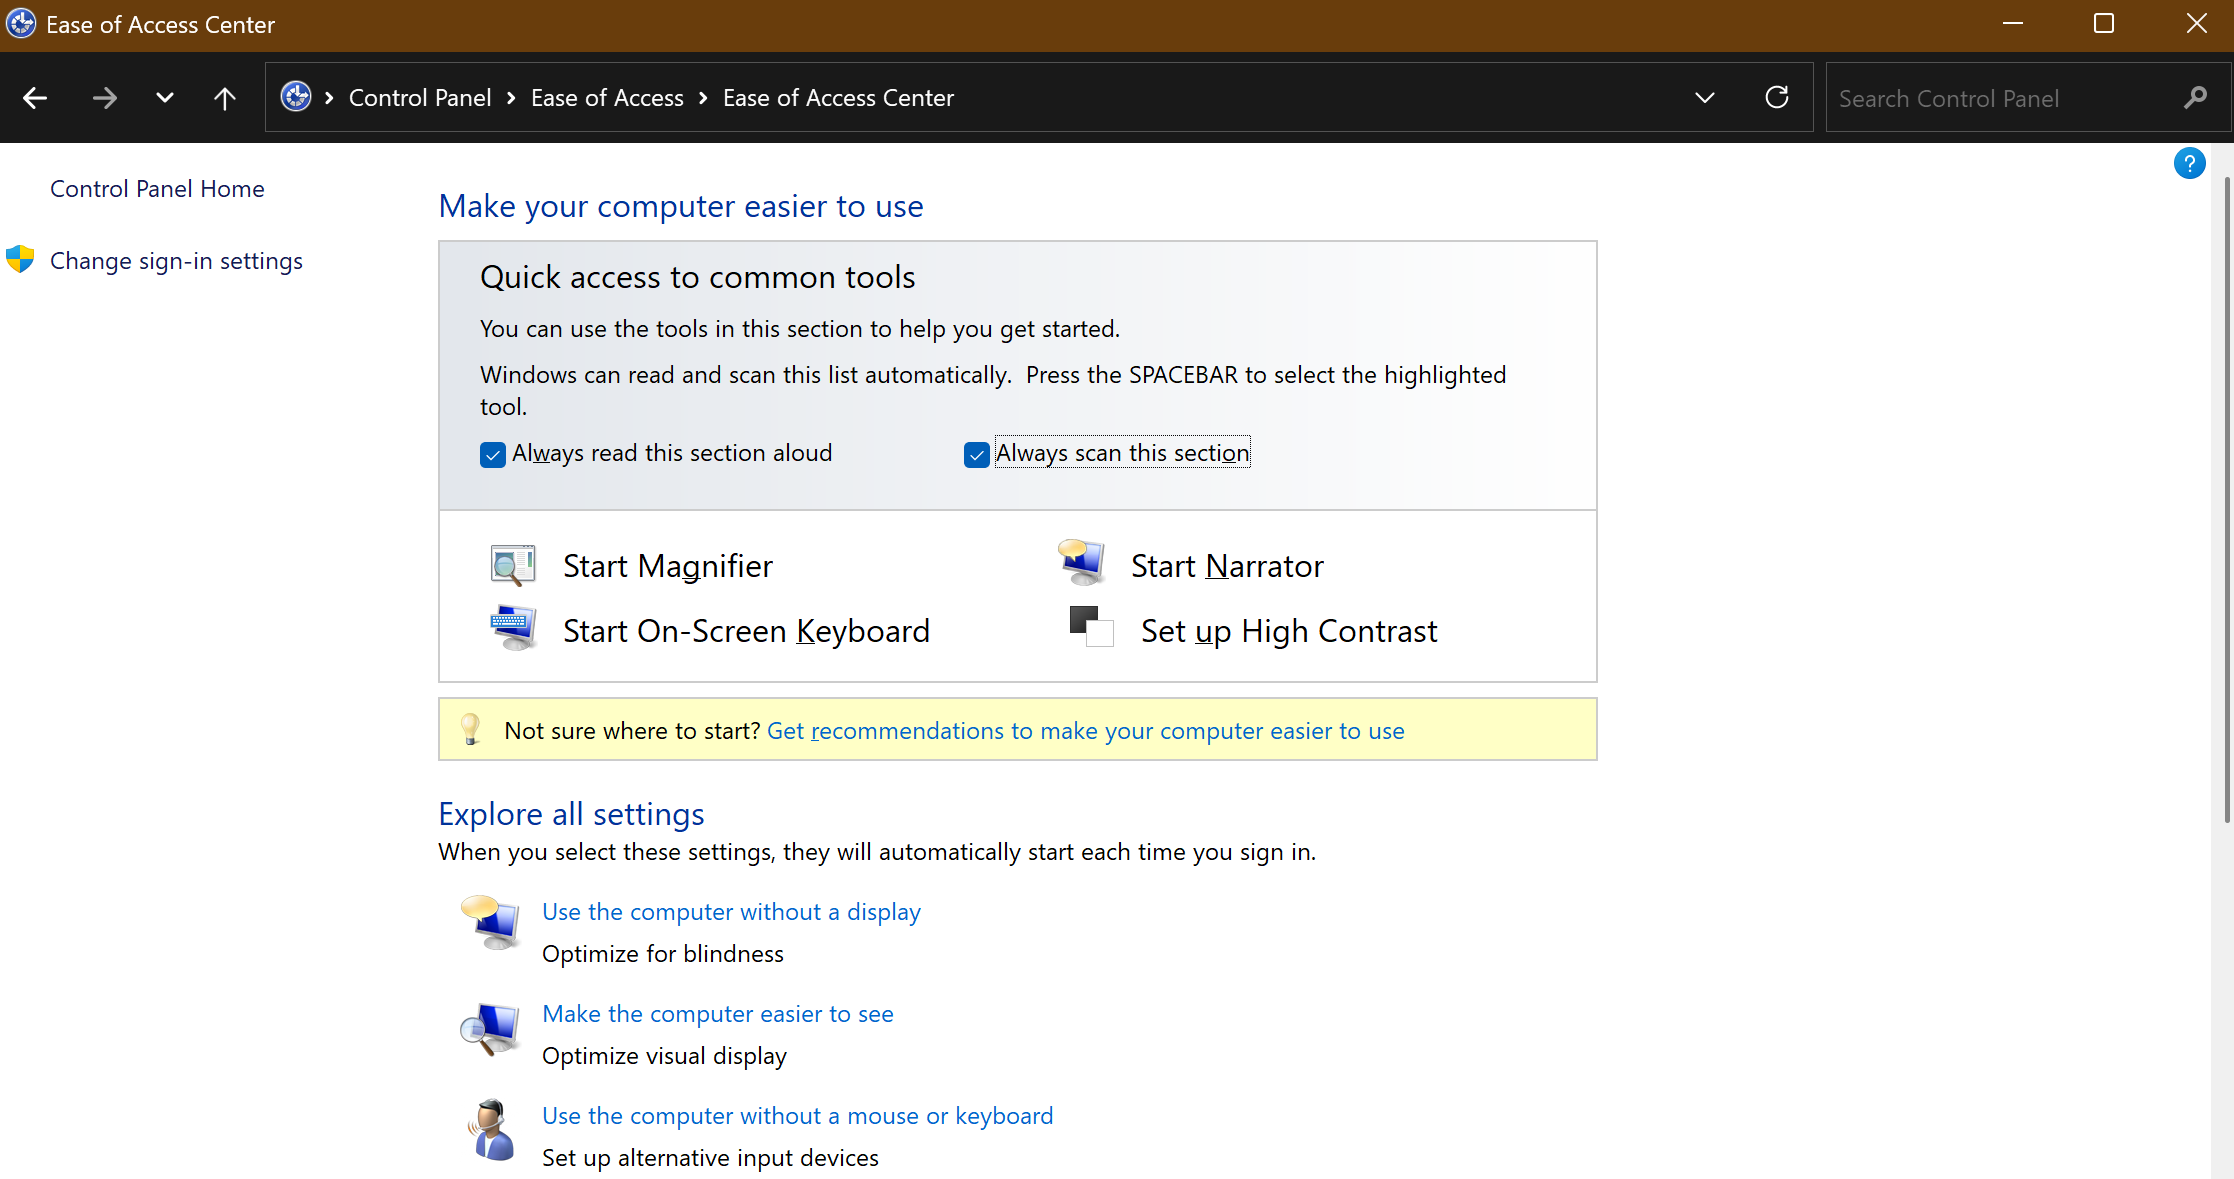 Ease of Access Center
Control Panel > Ease of Access > Ease of Access Center
Search Control Panel
?
Control Panel Home
Change sign-in settings
Make your computer easier to use
Quick access to common tools
You can use the tools in this section to help you get started.
Windows can read and scan this list automatically.  Press the SPACEBAR to select the highlighted
tool.
Always read this section aloud
Always scan this section
Start Magnifier
Start Narrator
Start On-Screen Keyboard
Set up High Contrast
Not sure where to start? Get recommendations to make your computer easier to use
Explore all settings
When you select these settings, they will automatically start each time you sign in.
Use the computer without a display
Optimize for blindness
Make the computer easier to see
Optimize visual display
Use the computer without a mouse or keyboard
Set up alternative input devices